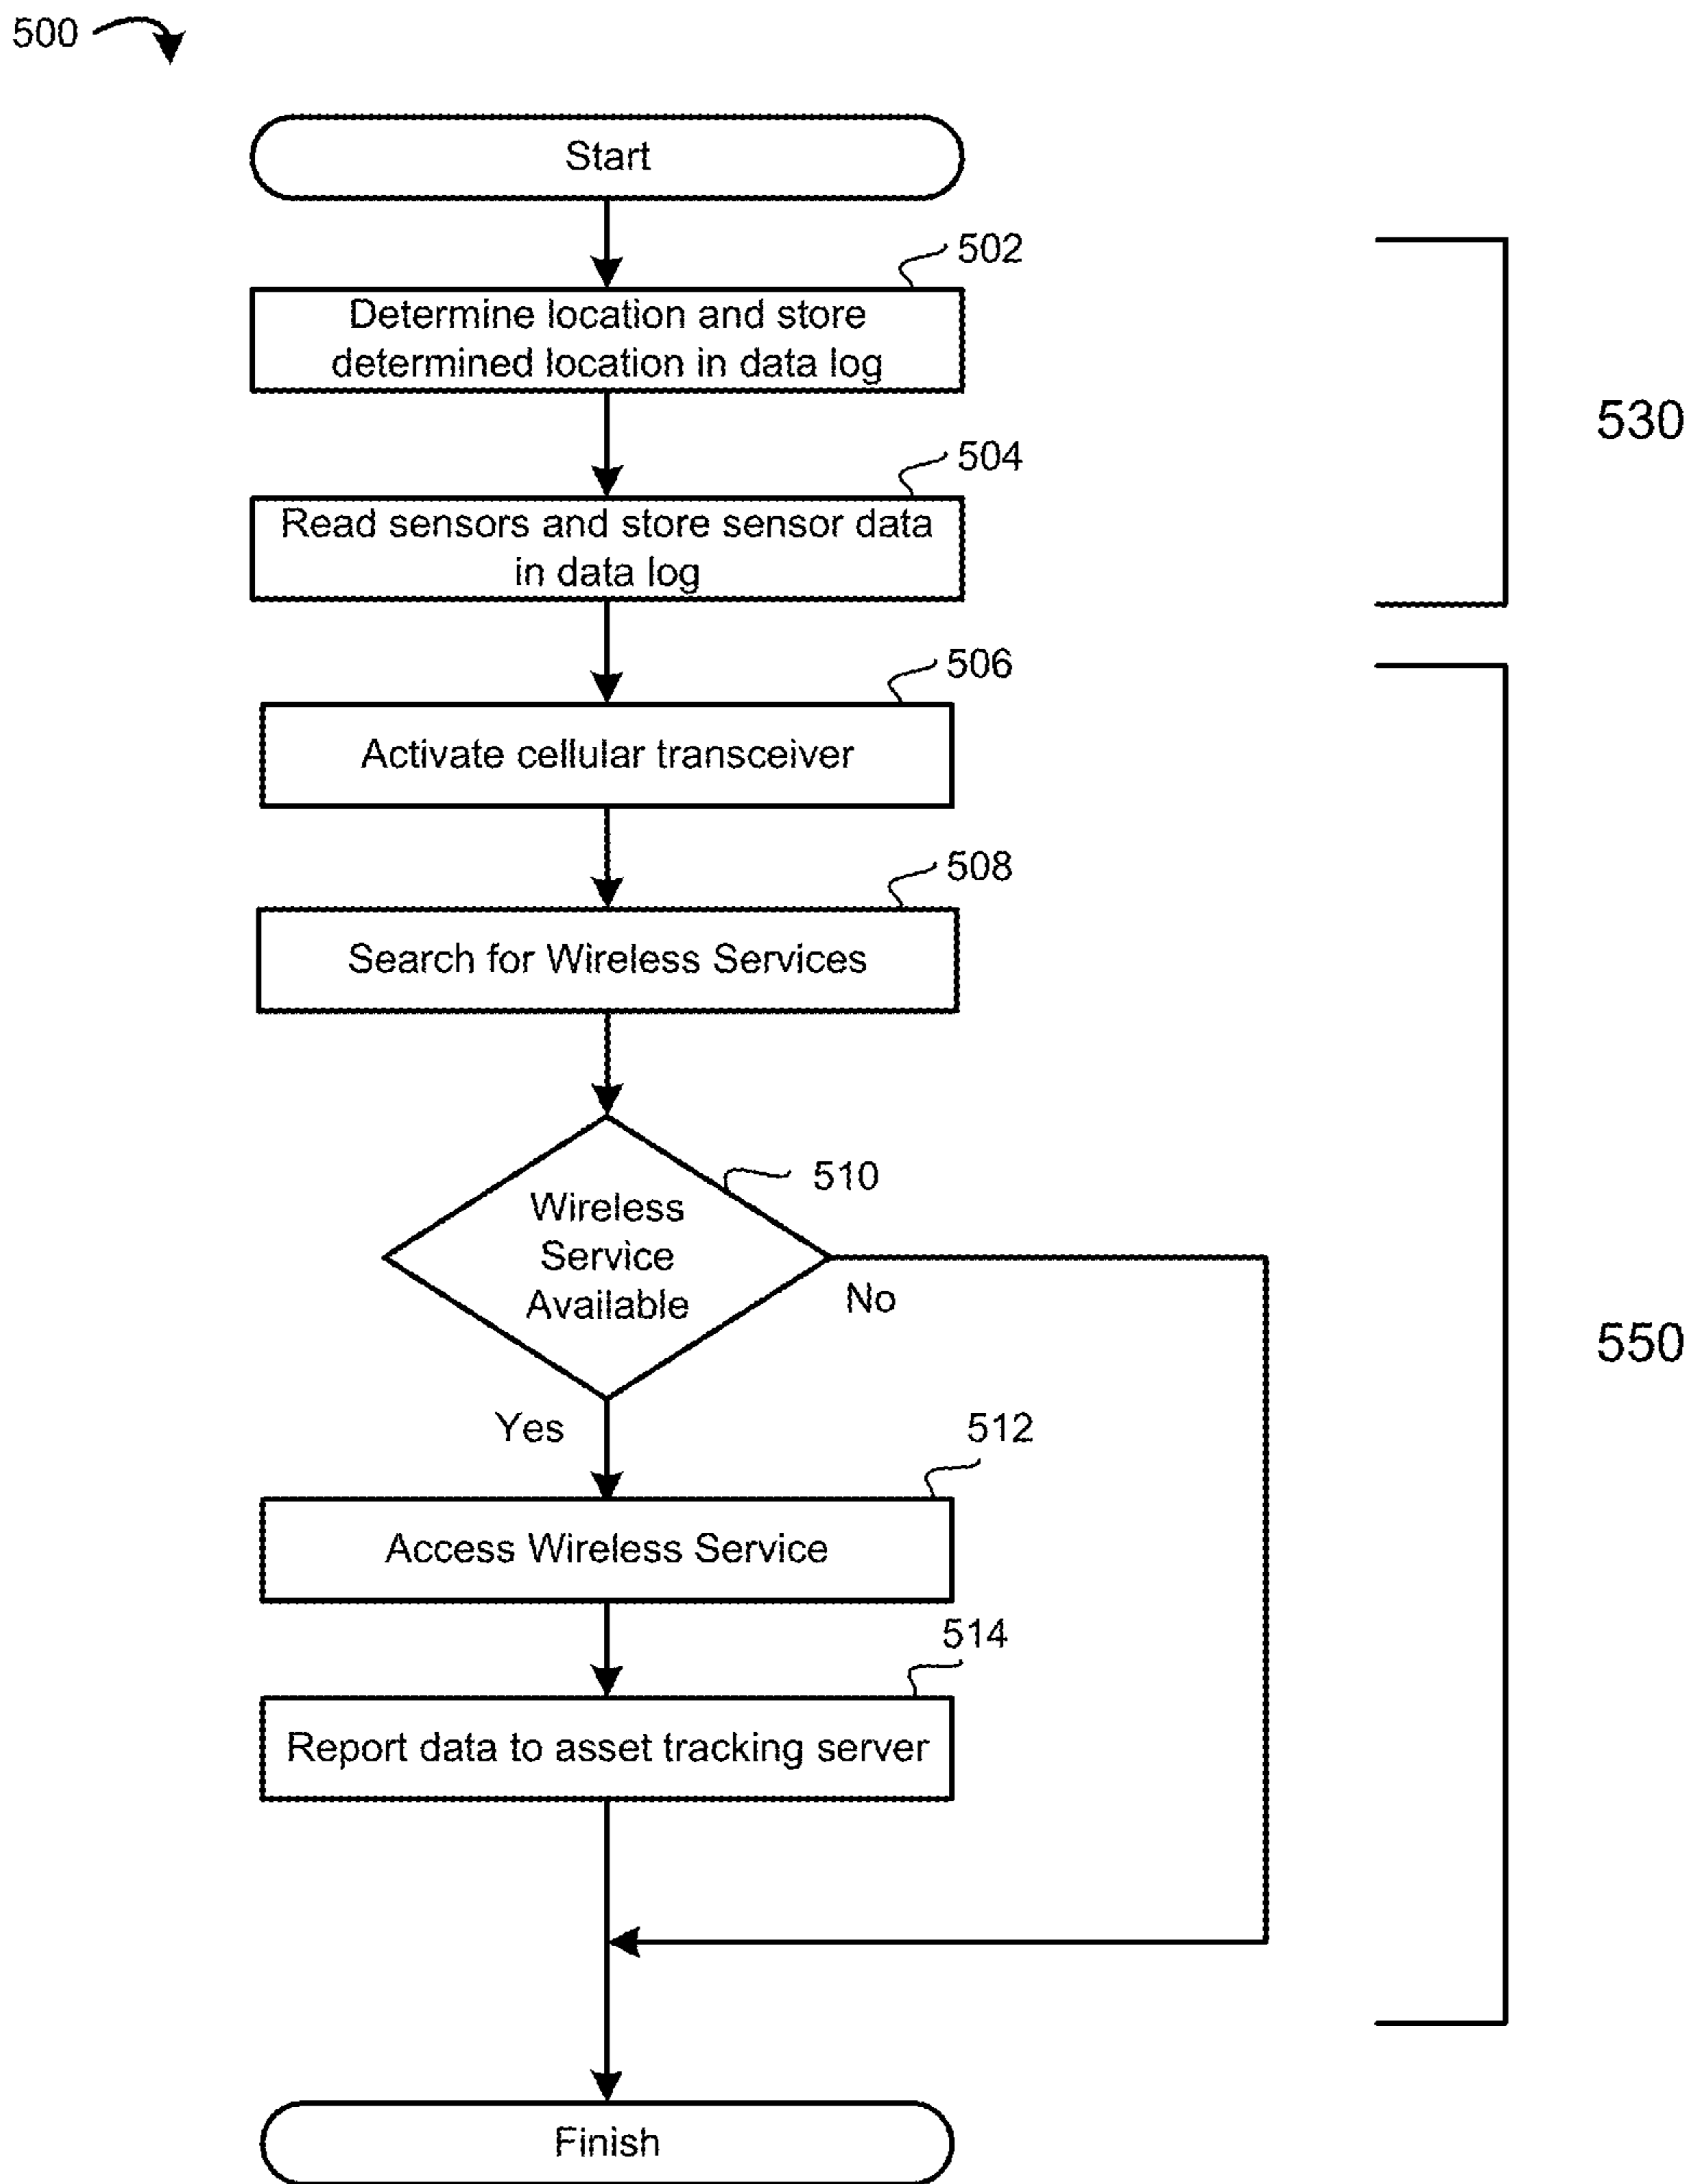 500
Start
502
Determine location and store
determined location in data log
530
504
Read sensors and store sensor data
in data log
506
Activate cellular transceiver
508
Search for Wireless Services
510
Wireless
Service
Available
No
550
Yes
512
Access Wireless Service
514
Report data to asset tracking server
Finish